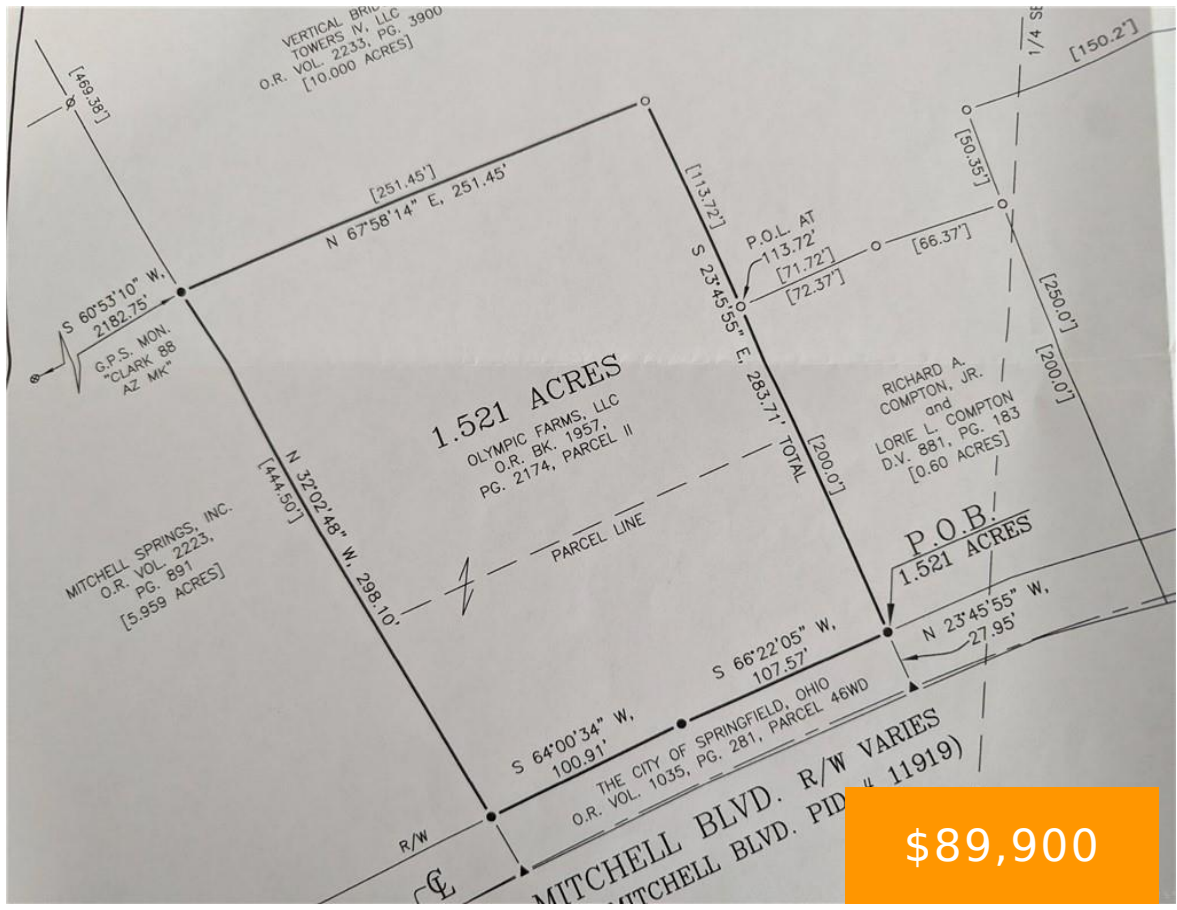 VERTICAL
TOWERS IV, LLC
O.R. VOL. 2233, PG. 3900
[10.000 ACRES]
[469.38']
1/4
[150.2']
[251.45']
N 67°58'14" E, 251.45'
[113.72']
[50.35']
P.O.L. AT
113.72'
[71.72']
[72.37']
[66.37']
S 60°53'10" W,
2182.75'
G.P.S. MON.
"CLARK 88
AZ MK"
S 23°45'55" E, 283.71' TOTAL
[250.0']
[200.0']
1.521 ACRES
OLYMPIC FARMS, LLC
O.R. BK. 1957,
PG. 2174, PARCEL II
RICHARD A.
COMPTON, JR.
and
LORIE L. COMPTON
D.V. 881, PG. 183
[0.60 ACRES]
[200.0']
N 32°02'48" W, 298.10'
[444.50']
PARCEL LINE
MITCHELL SPRINGS, INC.
O.R. VOL. 2223,
PG. 891
[5.959 ACRES]
P.O.B.
1.521 ACRES
N 23°45'55" W,
27.95'
S 66°22'05" W,
107.57'
S 64°00'34" W,
100.91'
THE CITY OF SPRINGFIELD, OHIO
O.R. VOL. 1035, PG. 281, PARCEL 46WD
R/W
℄
MITCHELL BLVD. R/W VARIES
MITCHELL BLVD. PID # 11919)
$89,900